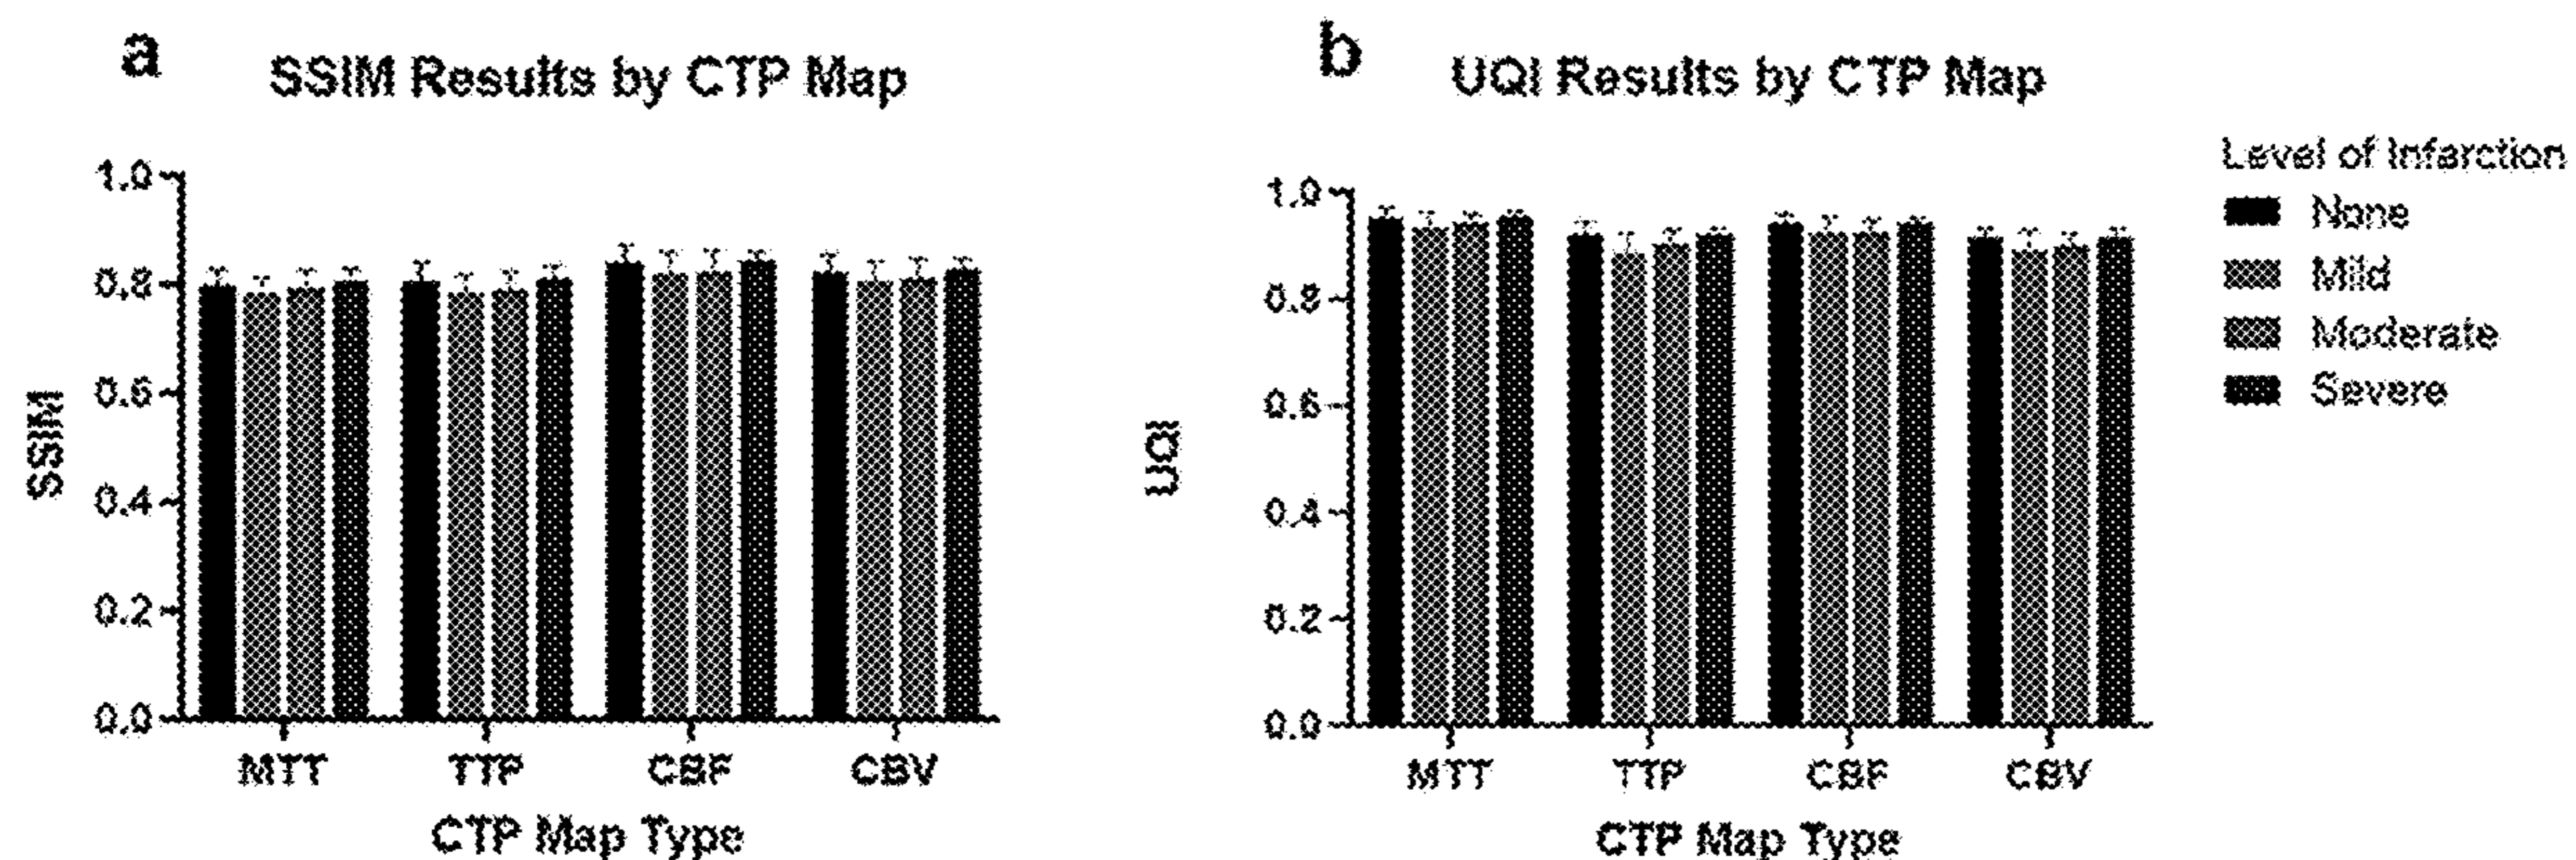 a
SSIM Results by CTP Map
1.0
0.8
0.6
0.4
0.2
0.0
SSIM
MTT TTP CBF CBV
CTP Map Type
b
UQI Results by CTP Map
1.0
0.8
0.6
0.4
0.2
0.0
UQI
MTT TTP CBF CBV
CTP Map Type
Level of Infarction
None
Mild
Moderate
Severe